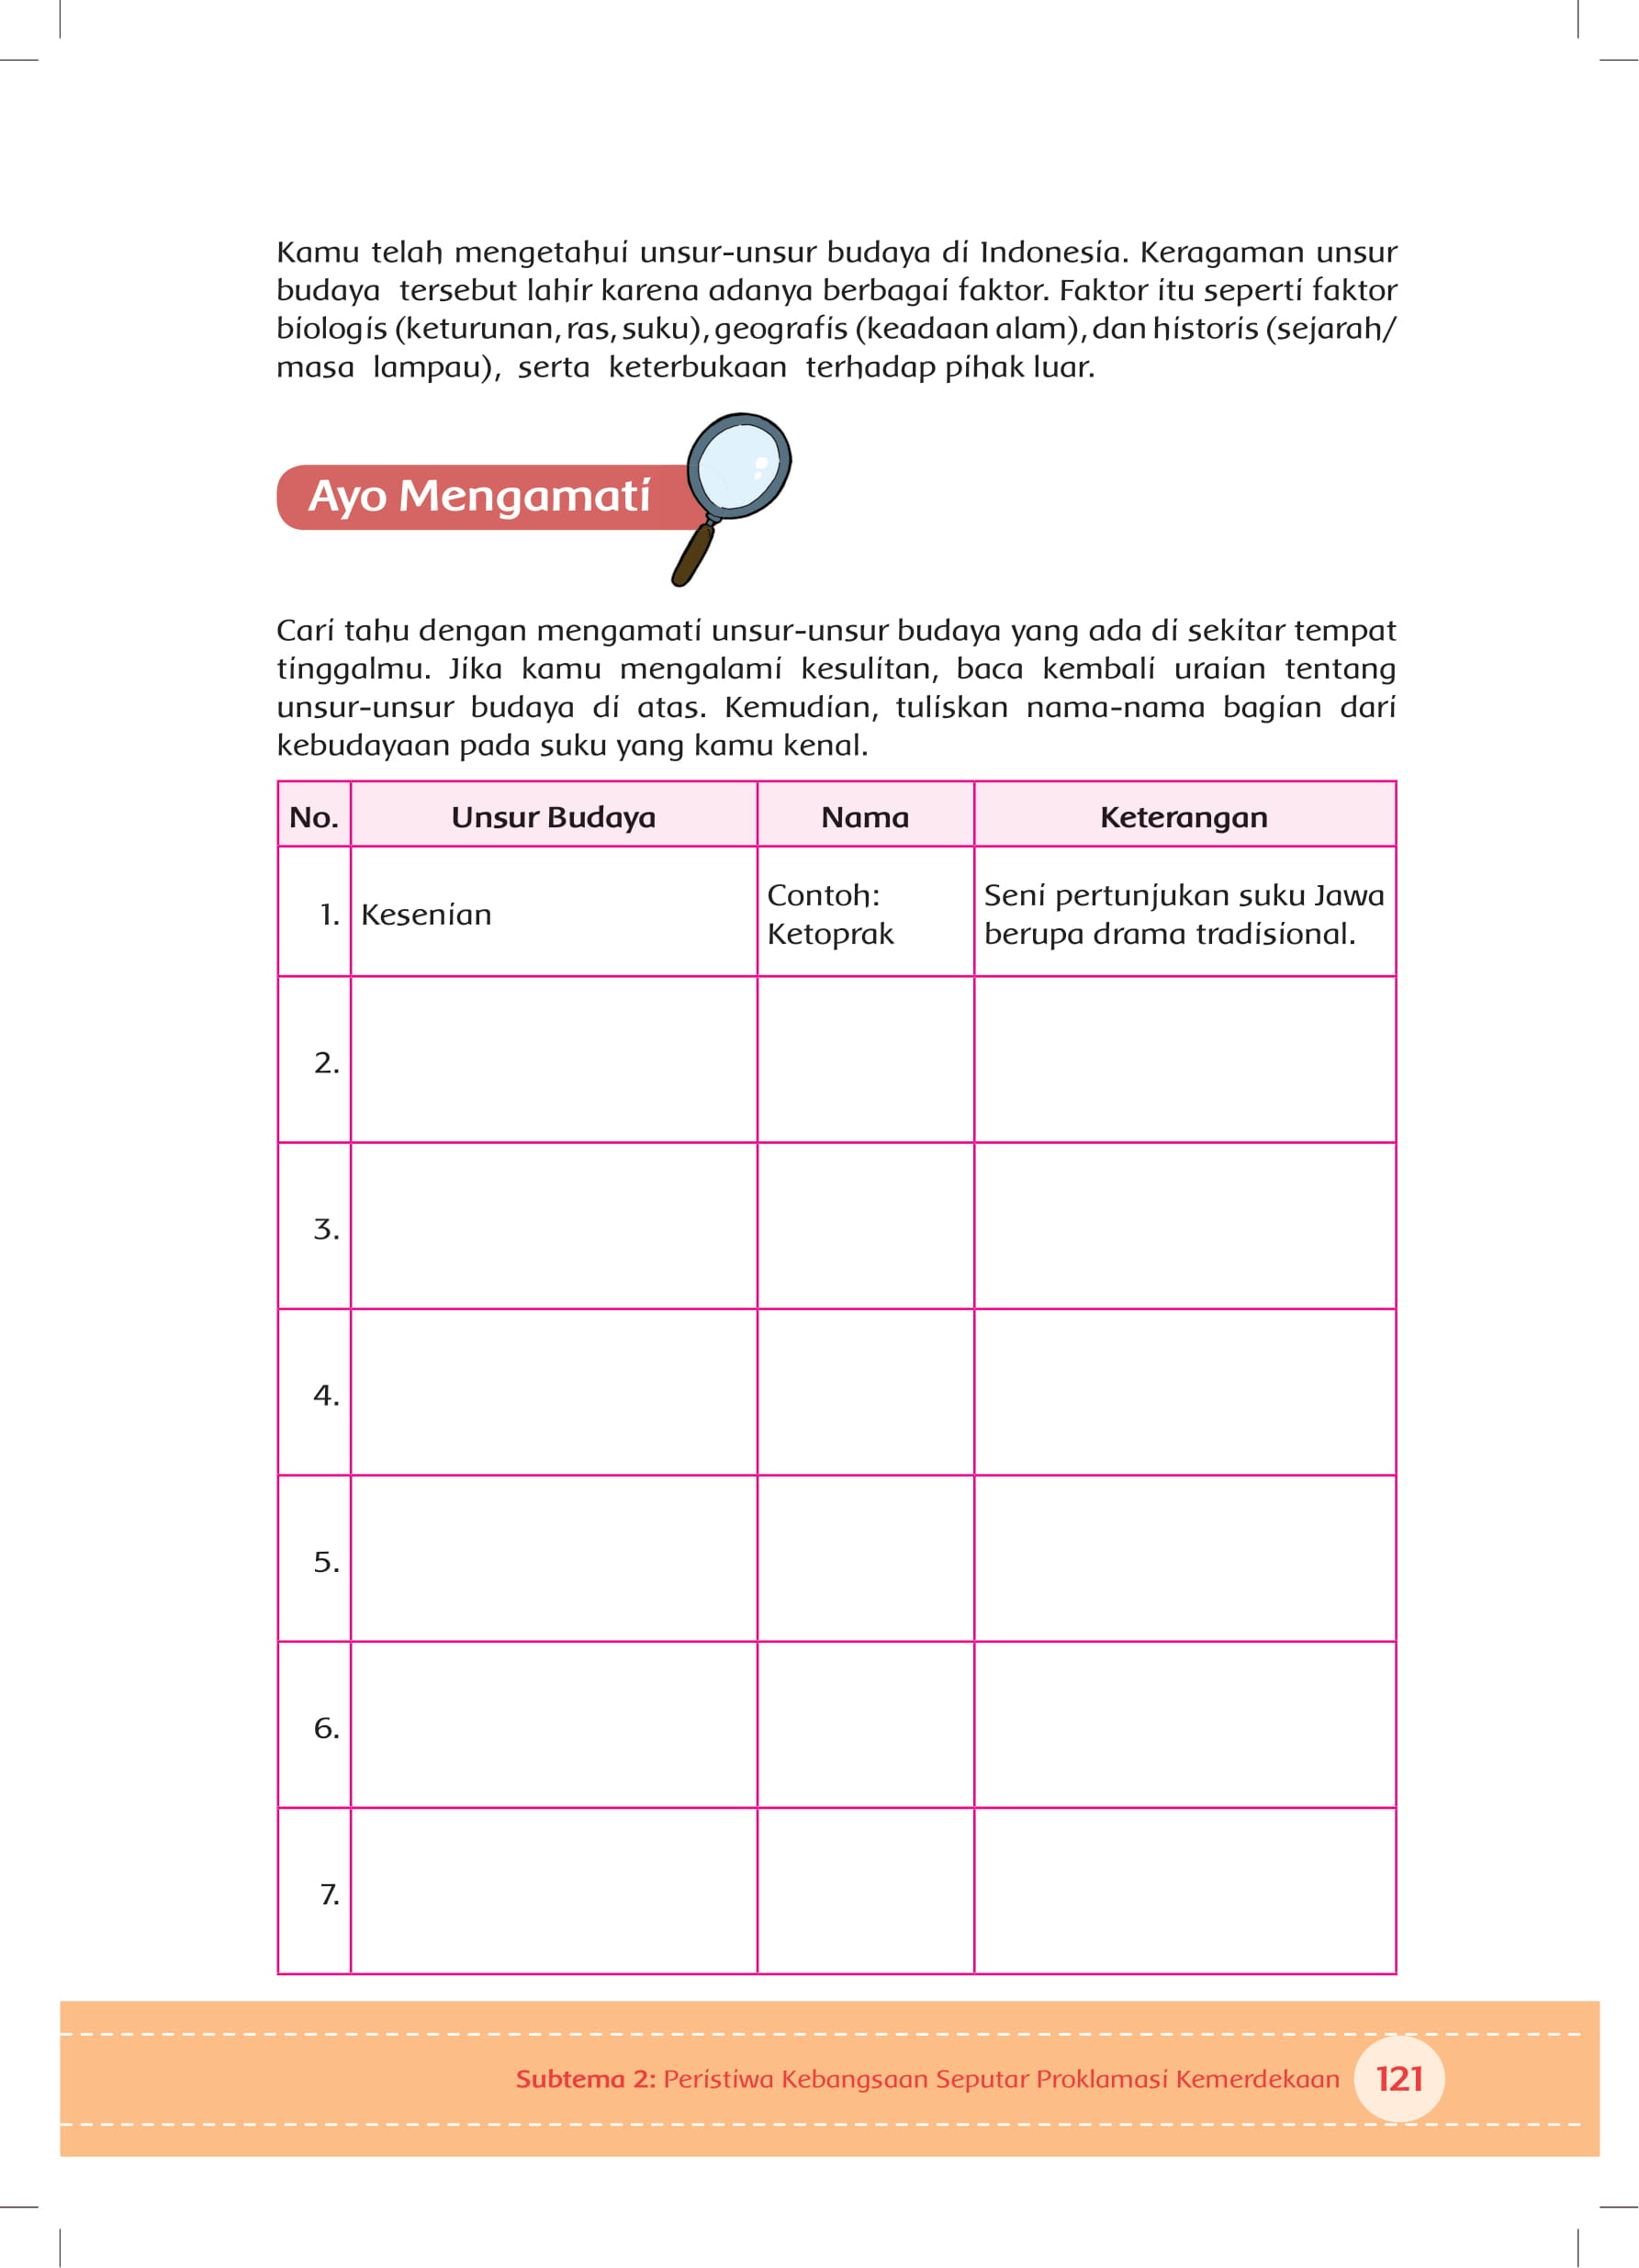 Kamu telah mengetahui unsur-unsur budaya di Indonesia. Keragaman unsur
budaya tersebut lahir karena adanya berbagai faktor. Faktor itu seperti faktor
biologis (keturunan, ras, suku), geografis (keadaan alam), dan historis (sejarah/
masa lampau), serta keterbukaan terhadap pihak luar.
Ayo Mengamati
Cari tahu dengan mengamati unsur-unsur budaya yang ada di sekitar tempat
tinggalmu. Jika kamu mengalami kesulitan, baca kembali uraian tentang
unsur-unsur budaya di atas. Kemudian, tuliskan nama-nama bagian dari
kebudayaan pada suku yang kamu kenal.
No. Unsur Budaya Nama Keterangan
1. Kesenian Contoh: Ketoprak Seni pertunjukan suku Jawa berupa drama tradisional.
2.
3.
4.
5.
6.
7.
Subtema 2: Peristiwa Kebangsaan Seputar Proklamasi Kemerdekaan 121